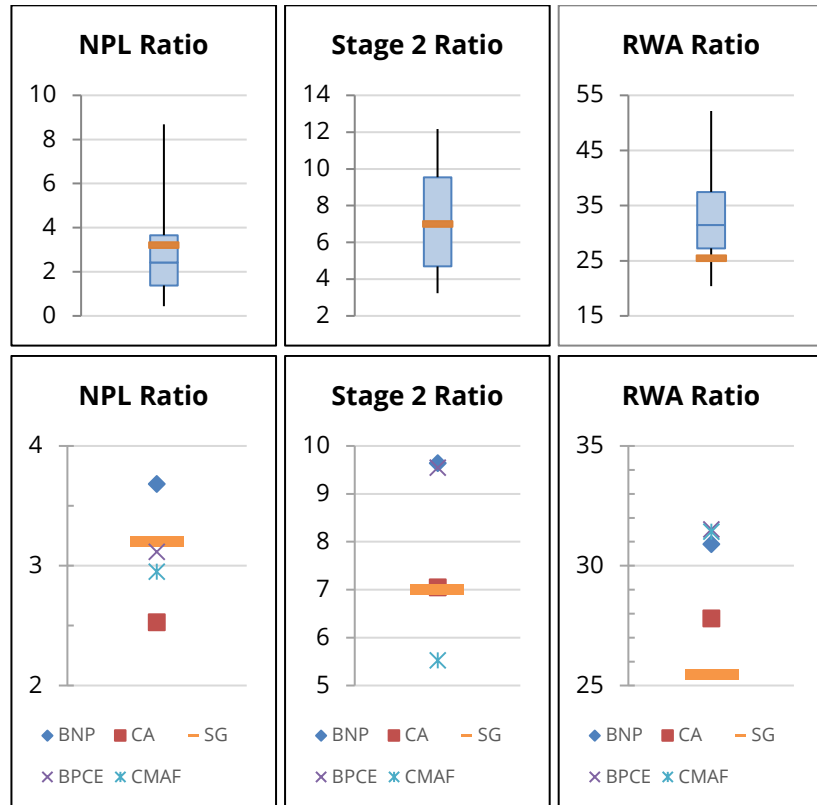 NPL Ratio
10
8
6
4
2
0
Stage 2 Ratio
14
12
10
8
6
4
2
RWA Ratio
55
45
35
25
15
NPL Ratio
4
3
2
BNP CA SG
BPCE CMAF
Stage 2 Ratio
10
9
8
7
6
5
BNP CA SG
BPCE CMAF
RWA Ratio
35
30
25
BNP CA SG
BPCE CMAF